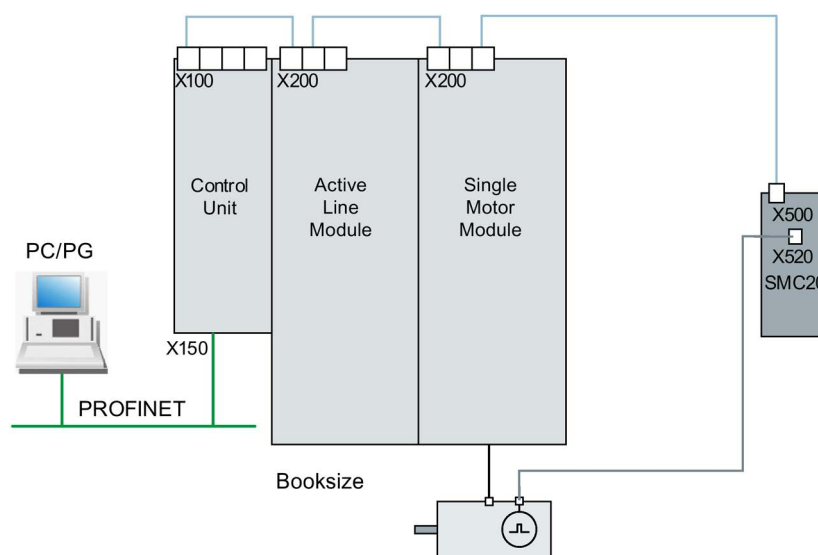 X100
X200
X200
Control
Unit
Active
Line
Module
Single
Motor
Module
X500
X520
PC/PG
X150
PROFINET
Booksize